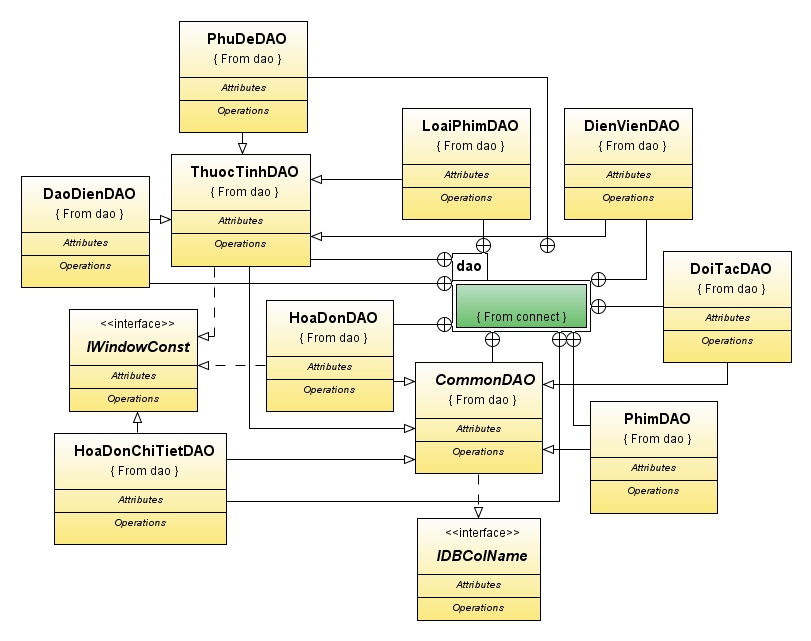 PhuDeDAO
{ From dao }
Attributes
Operations
LoaiPhimDAO
{ From dao }
Attributes
Operations
DienVienDAO
{ From dao }
Attributes
Operations
ThuocTinhDAO
{ From dao }
Attributes
Operations
DaoDienDAO
{ From dao }
Attributes
Operations
dao
{ From connect }
DoiTacDAO
{ From dao }
Attributes
Operations
HoaDonDAO
{ From dao }
Attributes
Operations
<<interface>>
IWindowConst
Attributes
Operations
CommonDAO
{ From dao }
Attributes
Operations
PhimDAO
{ From dao }
Attributes
Operations
HoaDonChiTietDAO
{ From dao }
Attributes
Operations
<<interface>>
IDBColName
Attributes
Operations